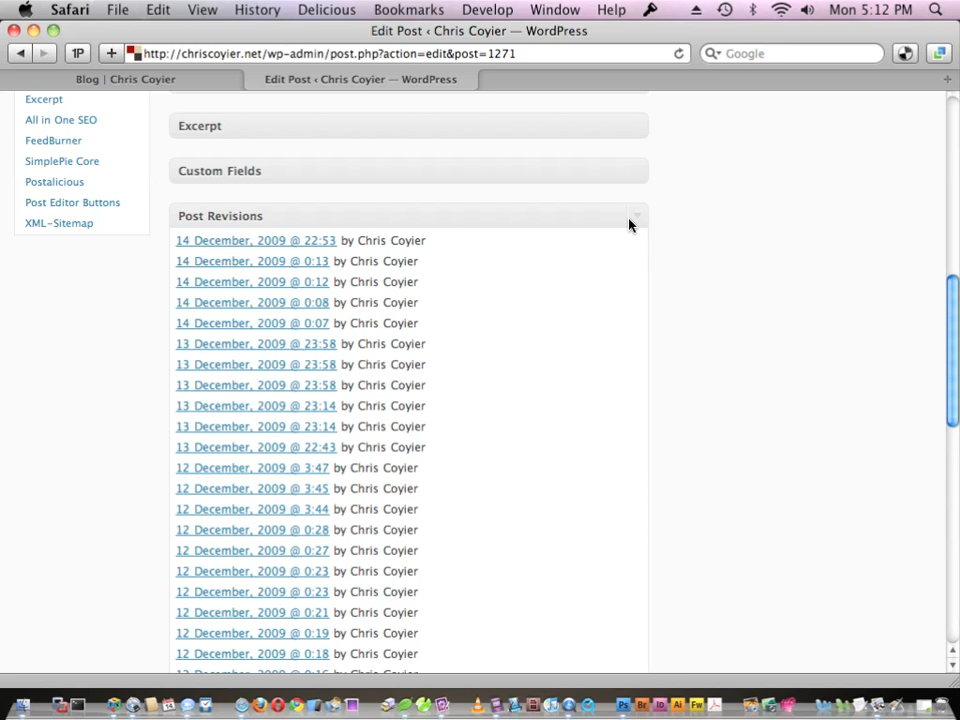 Safari File Edit View History Delicious Bookmarks Develop Window Help Mon 5:12 PM
Edit Post ‹ Chris Coyier — WordPress
1P http://chriscoyier.net/wp-admin/post.php?action=edit&post=1271 Google
Blog | Chris Coyier Edit Post ‹ Chris Coyier — WordPress
Excerpt
All in One SEO
FeedBurner
SimplePie Core
Postalicious
Post Editor Buttons
XML-Sitemap
Excerpt
Custom Fields
Post Revisions
14 December, 2009 @ 22:53 by Chris Coyier
14 December, 2009 @ 0:13 by Chris Coyier
14 December, 2009 @ 0:12 by Chris Coyier
14 December, 2009 @ 0:08 by Chris Coyier
14 December, 2009 @ 0:07 by Chris Coyier
13 December, 2009 @ 23:58 by Chris Coyier
13 December, 2009 @ 23:58 by Chris Coyier
13 December, 2009 @ 23:58 by Chris Coyier
13 December, 2009 @ 23:14 by Chris Coyier
13 December, 2009 @ 23:14 by Chris Coyier
13 December, 2009 @ 22:43 by Chris Coyier
12 December, 2009 @ 3:47 by Chris Coyier
12 December, 2009 @ 3:45 by Chris Coyier
12 December, 2009 @ 3:44 by Chris Coyier
12 December, 2009 @ 0:28 by Chris Coyier
12 December, 2009 @ 0:27 by Chris Coyier
12 December, 2009 @ 0:23 by Chris Coyier
12 December, 2009 @ 0:23 by Chris Coyier
12 December, 2009 @ 0:21 by Chris Coyier
12 December, 2009 @ 0:19 by Chris Coyier
12 December, 2009 @ 0:18 by Chris Coyier
Ps Br Id Ai Fw